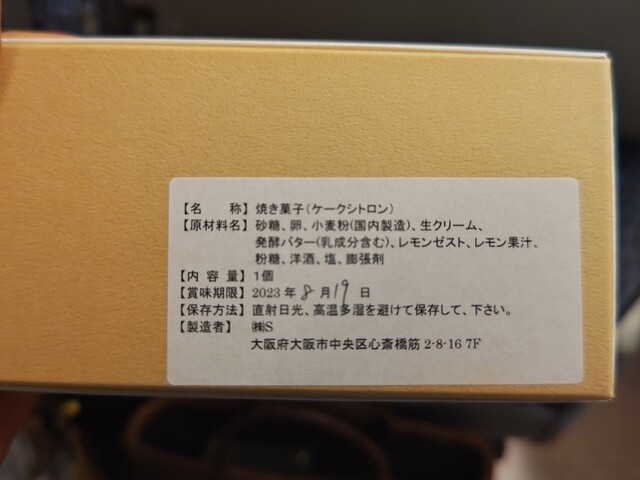 【名　　称】焼き菓子(ケークシトロン)
【原材料名】砂糖、卵、小麦粉(国内製造)、生クリーム、
発酵バター(乳成分含む)、レモンゼスト、レモン果汁、
粉糖、洋酒、塩、膨張剤
【内 容 量】1個
【賞味期限】2023 年 8 月 19 日
【保存方法】直射日光、高温多湿を避けて保存して、下さい。
【製造者】　㈱S
大阪府大阪市中央区心斎橋筋 2-8-16 7F